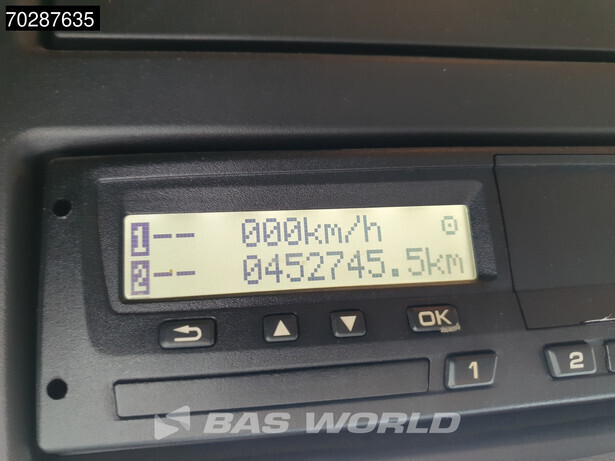 70287635
1-- 000km/h
2-- 0452745.5km
OK
1 2
BAS WORLD